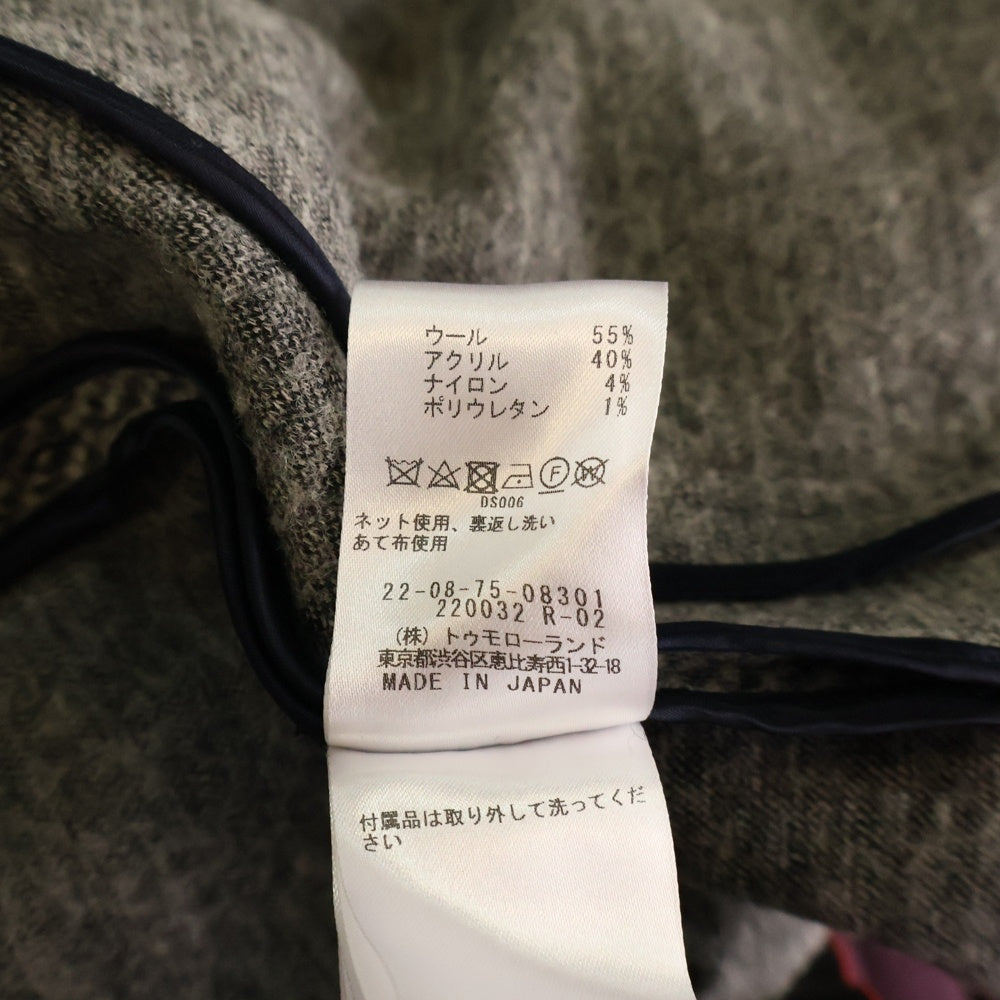 ウール 55%
アクリル 40%
ナイロン 4%
ポリウレタン 1%
F W
DS006
ネット使用、裏返し洗い
あて布使用
22-08-75-08301
220032 R-02
(株) トゥモローランド
東京都渋谷区恵比寿西1-32-18
MADE IN JAPAN
付属品は取り外して洗ってくだ
さい